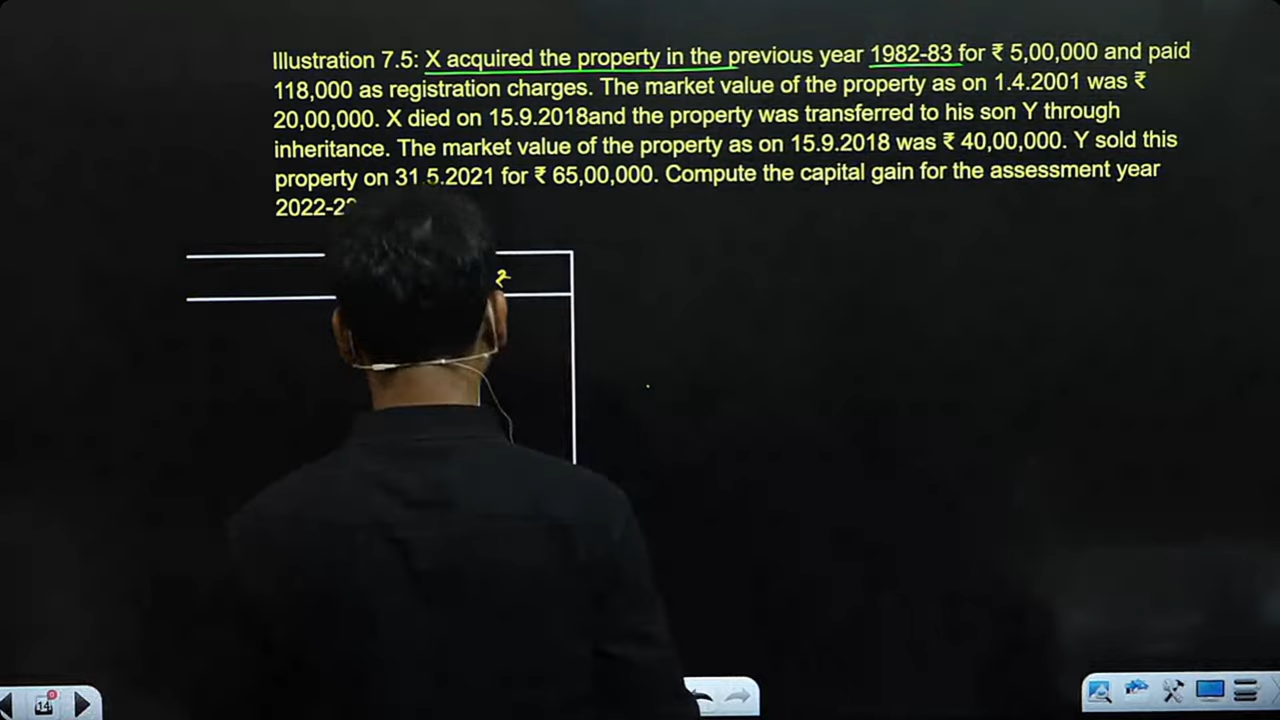 Illustration 7.5: X acquired the property in the previous year 1982-83 for ₹ 5,00,000 and paid
118,000 as registration charges. The market value of the property as on 1.4.2001 was ₹
20,00,000. X died on 15.9.2018and the property was transferred to his son Y through
inheritance. The market value of the property as on 15.9.2018 was ₹ 40,00,000. Y sold this
property on 31.5.2021 for ₹ 65,00,000. Compute the capital gain for the assessment year
₹
14